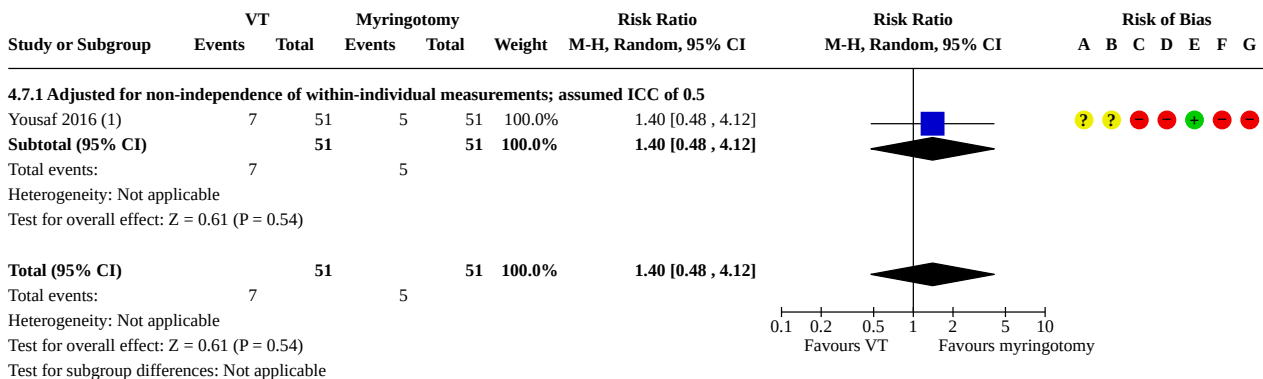 VT Myringotomy Risk Ratio Risk Ratio Risk of Bias
Study or Subgroup Events Total Events Total Weight M-H, Random, 95% CI M-H, Random, 95% CI A B C D E F G
4.7.1 Adjusted for non-independence of within-individual measurements; assumed ICC of 0.5
Yousaf 2016 (1) 7 51 5 51 100.0% 1.40 [0.48 , 4.12] ? ? − − + − −
Subtotal (95% CI) 51 51 100.0% 1.40 [0.48 , 4.12]
Total events: 7 5
Heterogeneity: Not applicable
Test for overall effect: Z = 0.61 (P = 0.54)
Total (95% CI) 51 51 100.0% 1.40 [0.48 , 4.12]
Total events: 7 5
Heterogeneity: Not applicable
0.1 0.2 0.5 1 2 5 10
Test for overall effect: Z = 0.61 (P = 0.54) Favours VT Favours myringotomy
Test for subgroup differences: Not applicable